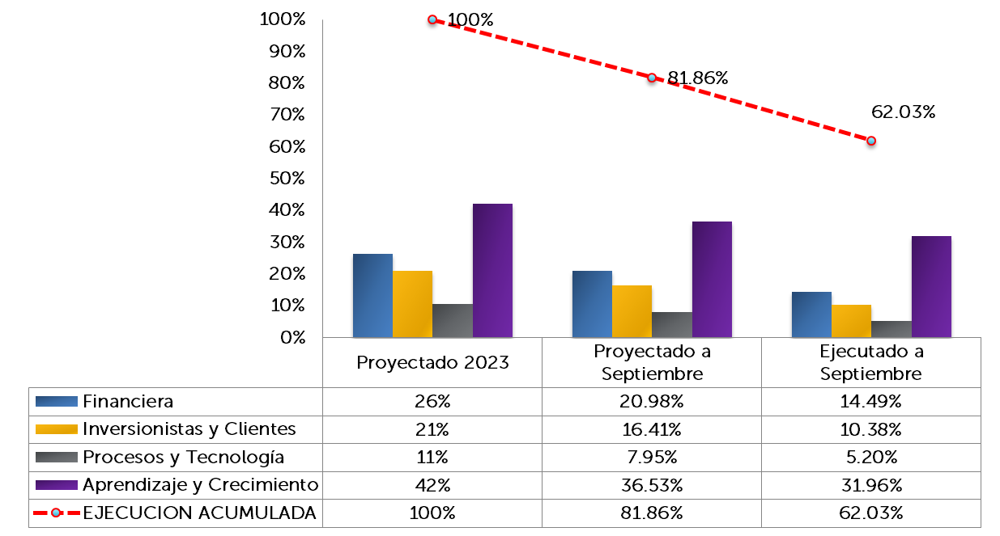 100%
90%
80%
70%
60%
50%
40%
30%
20%
10%
0%
100%
81.86%
62.03%
Proyectado 2023
Proyectado a
Septiembre
Ejecutado a
Septiembre
Financiera 26% 20.98% 14.49%
Inversionistas y Clientes 21% 16.41% 10.38%
Procesos y Tecnología 11% 7.95% 5.20%
Aprendizaje y Crecimiento 42% 36.53% 31.96%
EJECUCION ACUMULADA 100% 81.86% 62.03%